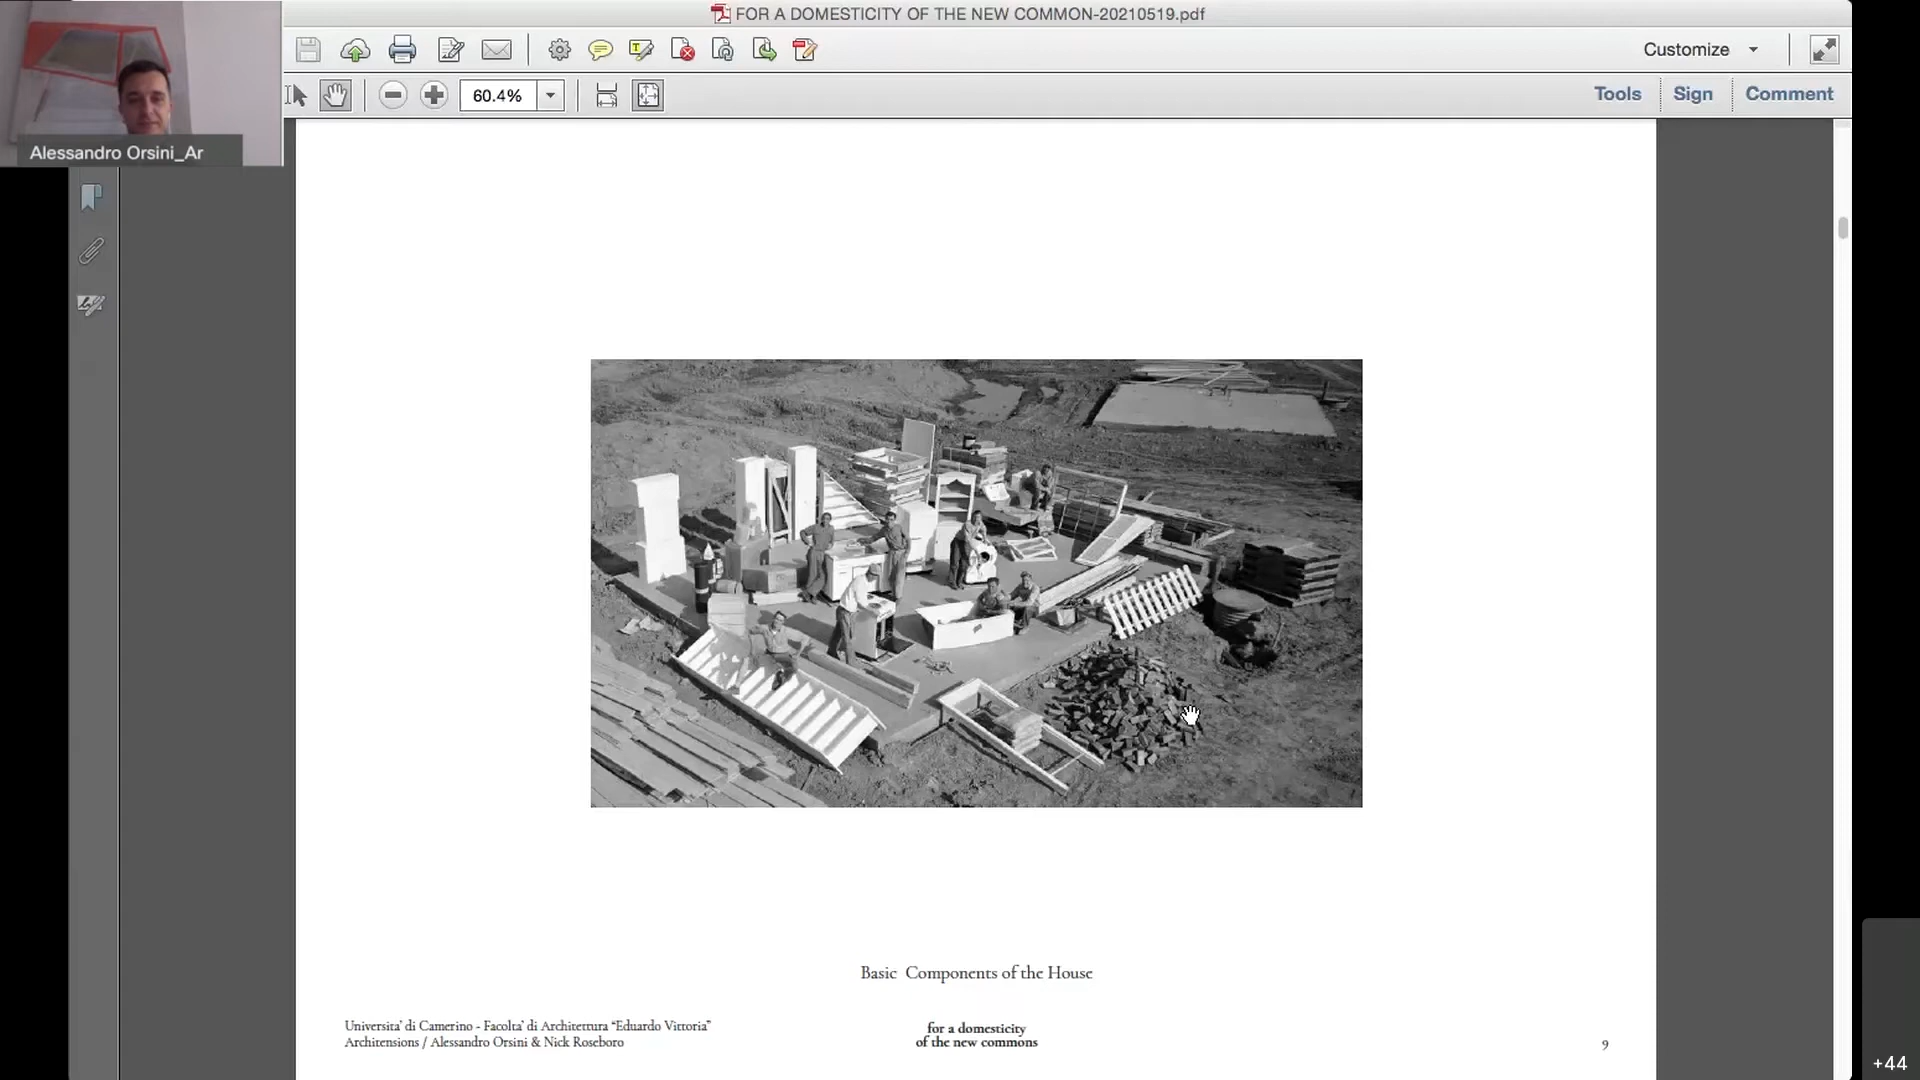 FOR A DOMESTICITY OF THE NEW COMMON-20210519.pdf
Customize
60.4%
Tools
Sign
Comment
Alessandro Orsini_Ar
Basic Components of the House
Universita' di Camerino - Facolta' di Architettura “Eduardo Vittoria”
Architensions / Alessandro Orsini & Nick Roseboro
for a domesticity
of the new commons
9
+44